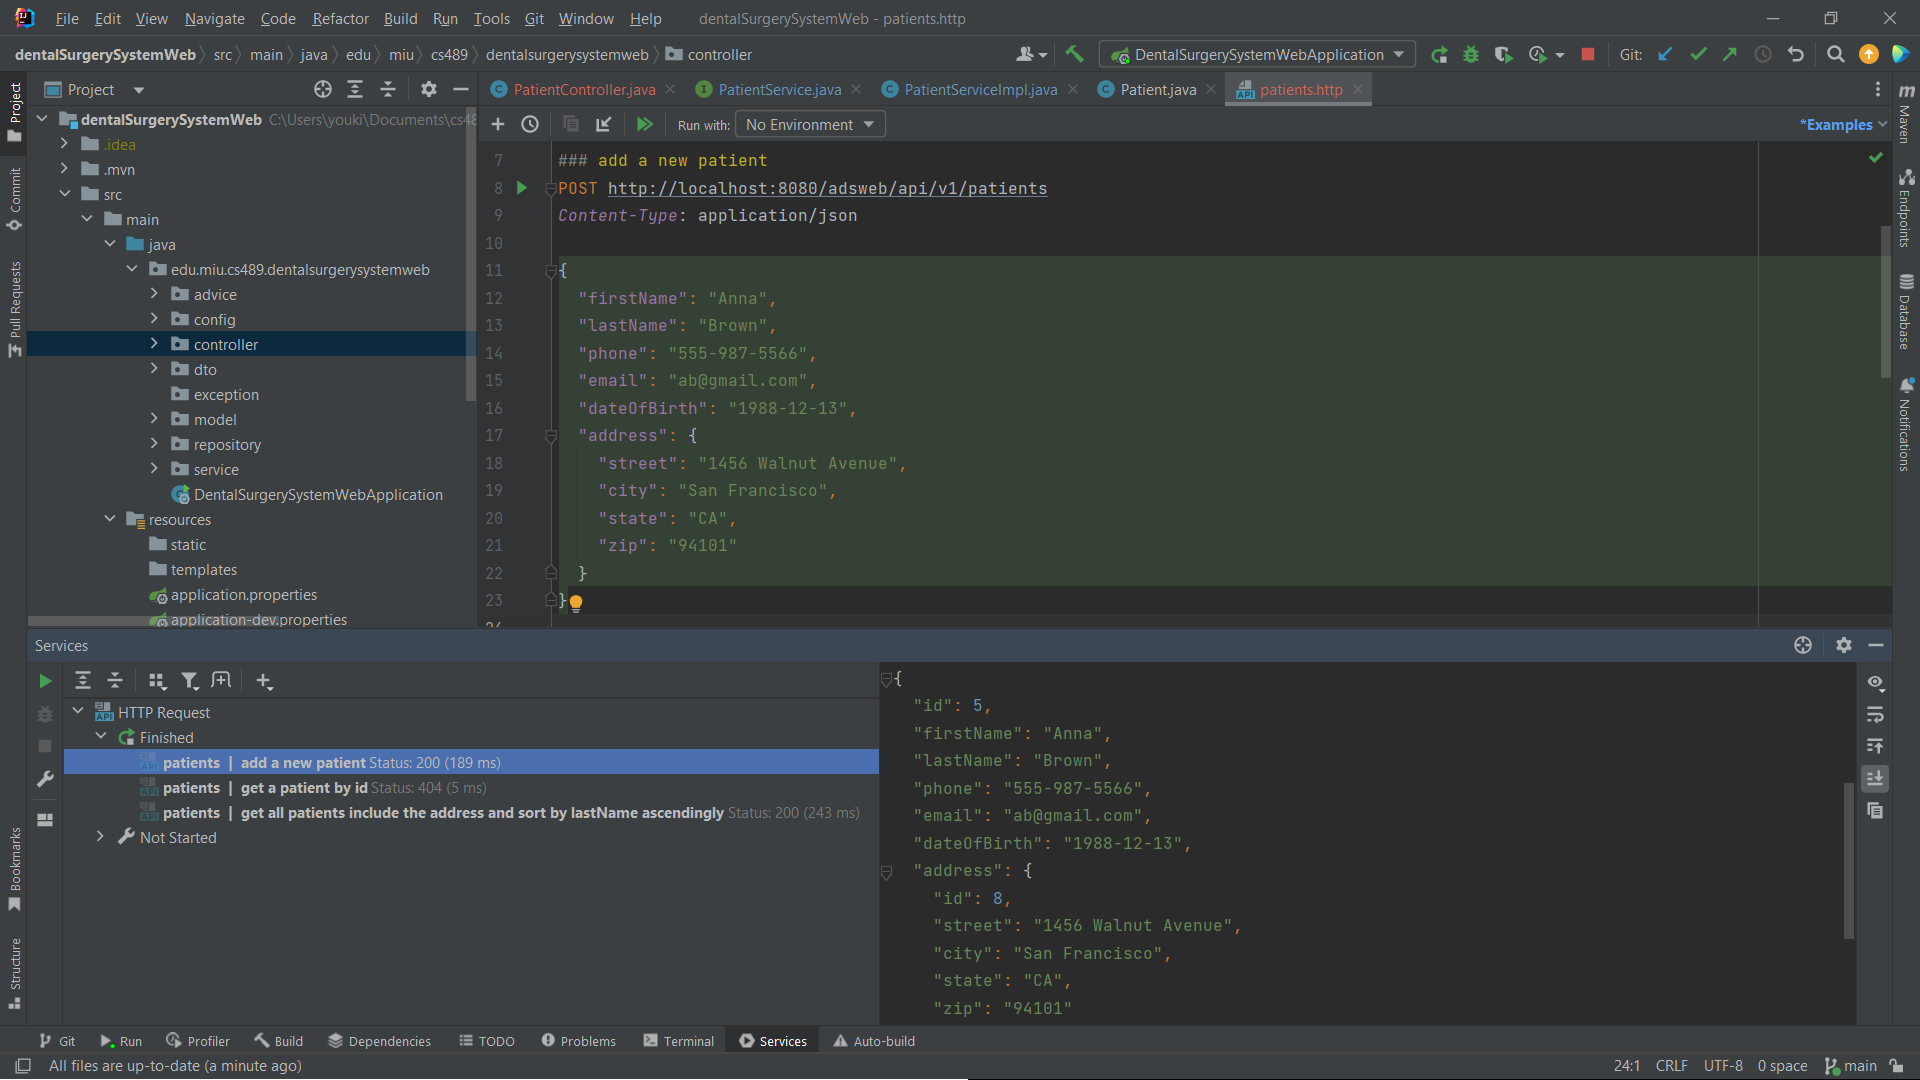 File Edit View Navigate Code Refactor Build Run Tools Git Window Help dentalSurgerySystemWeb - patients.http
dentalSurgerySystemWeb src main java edu miu cs489 dentalsurgerysystemweb controller DentalSurgerySystemWebApplication Git:
Project
PatientController.java PatientService.java PatientServiceImpl.java Patient.java patients.http
Run with: No Environment *Examples
dentalSurgerySystemWeb C:\Users\youki\Documents\cs48
.idea
.mvn
src
main
java
edu.miu.cs489.dentalsurgerysystemweb
advice
config
controller
dto
exception
model
repository
service
DentalSurgerySystemWebApplication
resources
static
templates
application.properties
application-dev.properties
7 ### add a new patient
8 POST http://localhost:8080/adsweb/api/v1/patients
9 Content-Type: application/json
10
11 {
12 "firstName": "Anna",
13 "lastName": "Brown",
14 "phone": "555-987-5566",
15 "email": "ab@gmail.com",
16 "dateOfBirth": "1988-12-13",
17 "address": {
18 "street": "1456 Walnut Avenue",
19 "city": "San Francisco",
20 "state": "CA",
21 "zip": "94101"
22 }
23 }
Project
Commit
Pull Requests
Bookmarks
Structure
m Maven
Endpoints
Database
Notifications
Services
HTTP Request
Finished
patients | add a new patient Status: 200 (189 ms)
patients | get a patient by id Status: 404 (5 ms)
patients | get all patients include the address and sort by lastName ascendingly Status: 200 (243 ms)
Not Started
{
"id": 5,
"firstName": "Anna",
"lastName": "Brown",
"phone": "555-987-5566",
"email": "ab@gmail.com",
"dateOfBirth": "1988-12-13",
"address": {
"id": 8,
"street": "1456 Walnut Avenue",
"city": "San Francisco",
"state": "CA",
"zip": "94101"
Git Run Profiler Build Dependencies TODO Problems Terminal Services Auto-build
All files are up-to-date (a minute ago) 24:1 CRLF UTF-8 0 space main